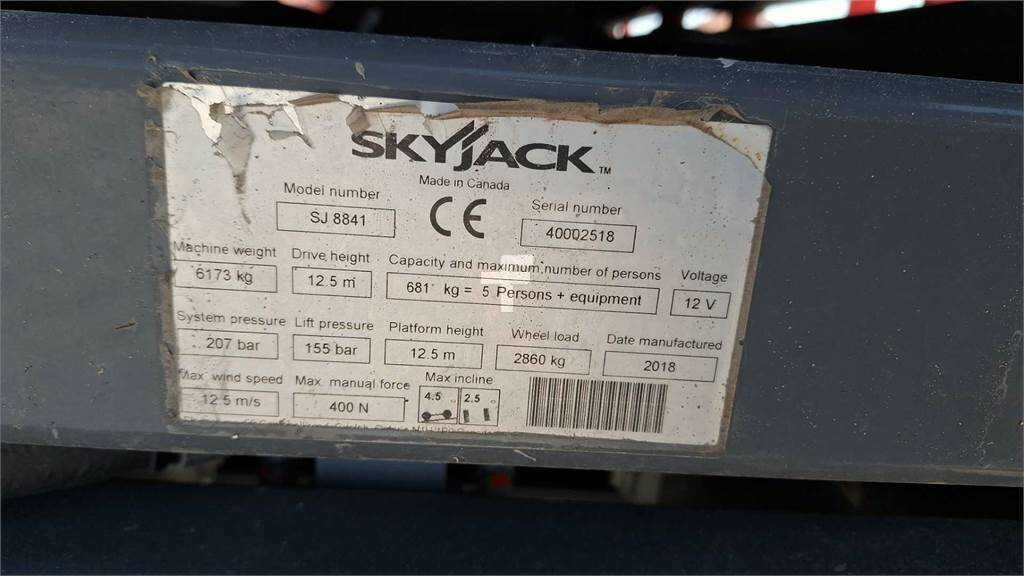 SKYJACK™
Made in Canada
Model number
SJ 8841
CE
Serial number
40002518
Machine weight
6173 kg
Drive height
12.5 m
Capacity and maximum number of persons
681 kg = 5 Persons + equipment
Voltage
12 V
System pressure
207 bar
Lift pressure
155 bar
Platform height
12.5 m
Wheel load
2860 kg
Date manufactured
2018
Max wind speed
12.5 m/s
Max. manual force
400 N
Max incline
4.5 °
2.5 °